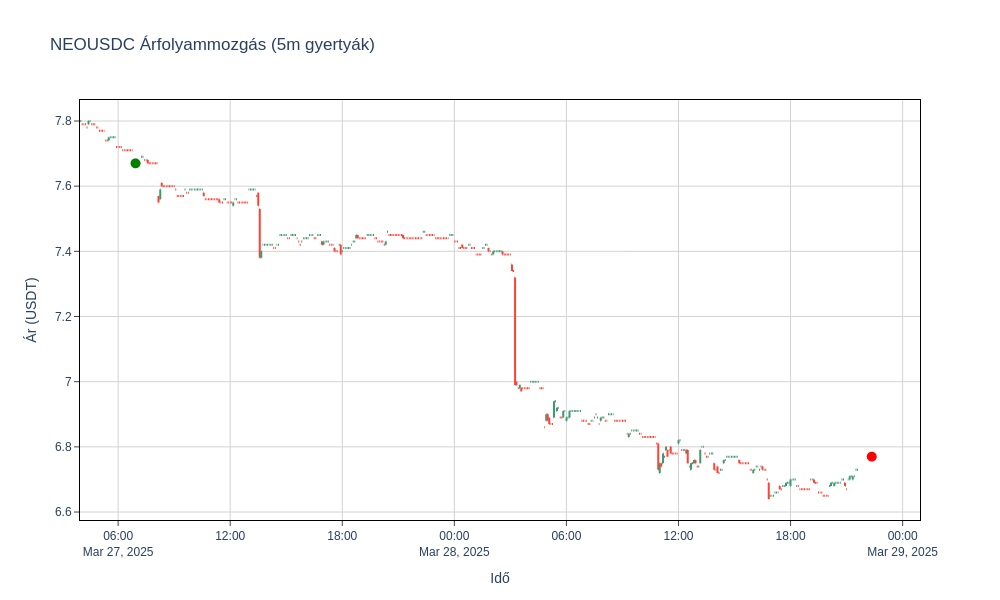 NEOUSDC Árfolyammozgás (5m gyertyák)
7.8
7.6
7.4
7.2
7
6.8
6.6
Ár (USDT)
06:00 12:00 18:00 00:00 06:00 12:00 18:00 00:00
Mar 27, 2025 Mar 28, 2025 Mar 29, 2025
Idő